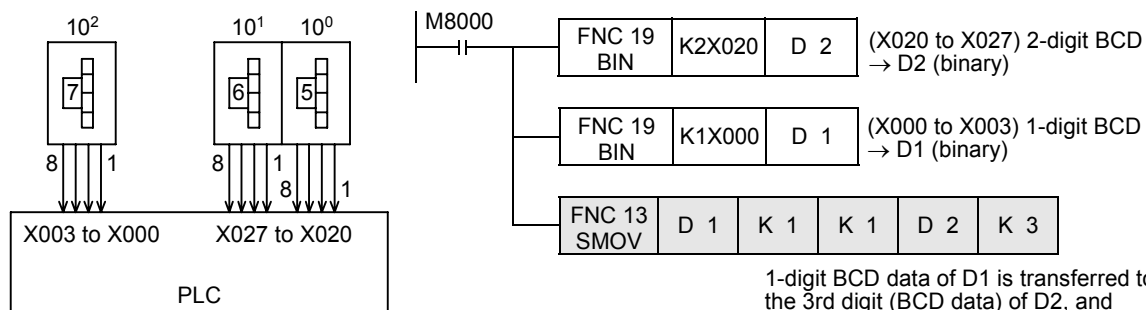 10² 10¹ 10⁰
7 6 5
8 1 8 1 8 1
X003 to X000 X027 to X020
PLC
M8000
FNC 19 BIN K2X020 D 2 (X020 to X027) 2-digit BCD
→ D2 (binary)
FNC 19 BIN K1X000 D 1 (X000 to X003) 1-digit BCD
→ D1 (binary)
FNC 13 SMOV D 1 K 1 K 1 D 2 K 3
1-digit BCD data of D1 is transferred to
the 3rd digit (BCD data) of D2, and